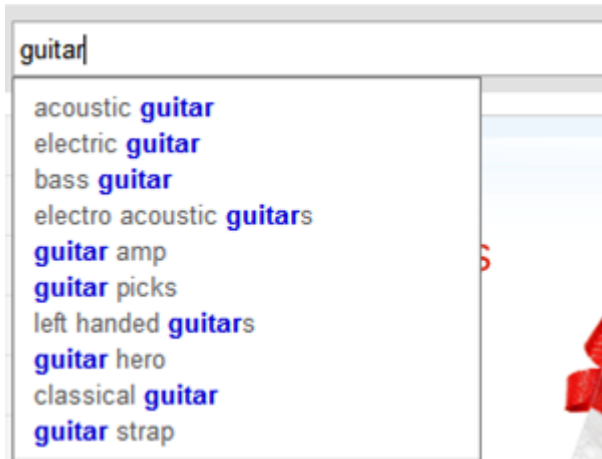 guitar
acoustic guitar
electric guitar
bass guitar
electro acoustic guitars
guitar amp
guitar picks
left handed guitars
guitar hero
classical guitar
guitar strap
s